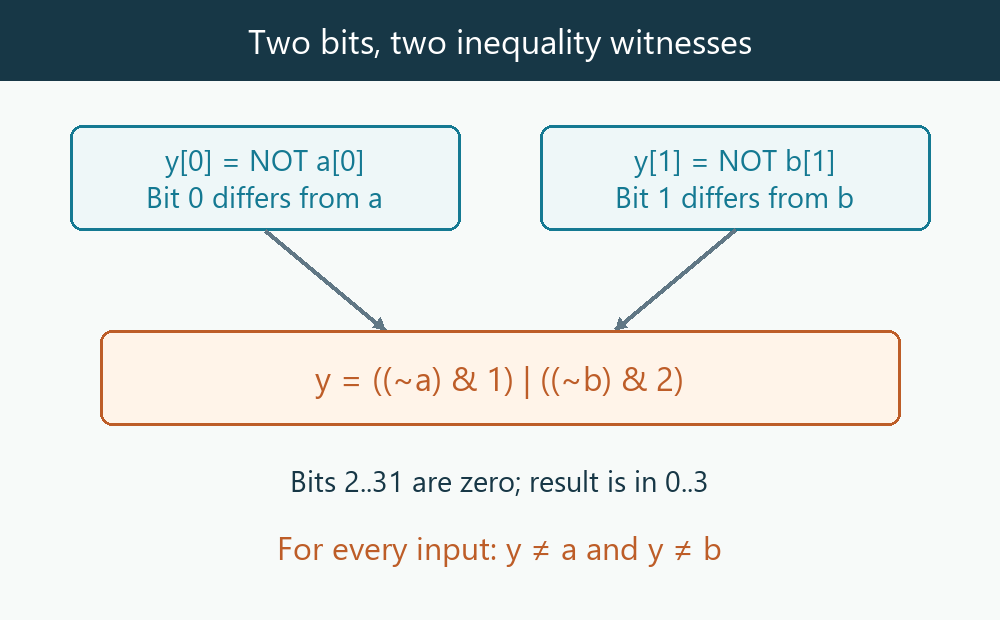 Two bits, two inequality witnesses
y[0] = NOT a[0]
Bit 0 differs from a
y[1] = NOT b[1]
Bit 1 differs from b
y = ((~a) & 1) | ((~b) & 2)
Bits 2..31 are zero; result is in 0..3
For every input: y ≠ a and y ≠ b